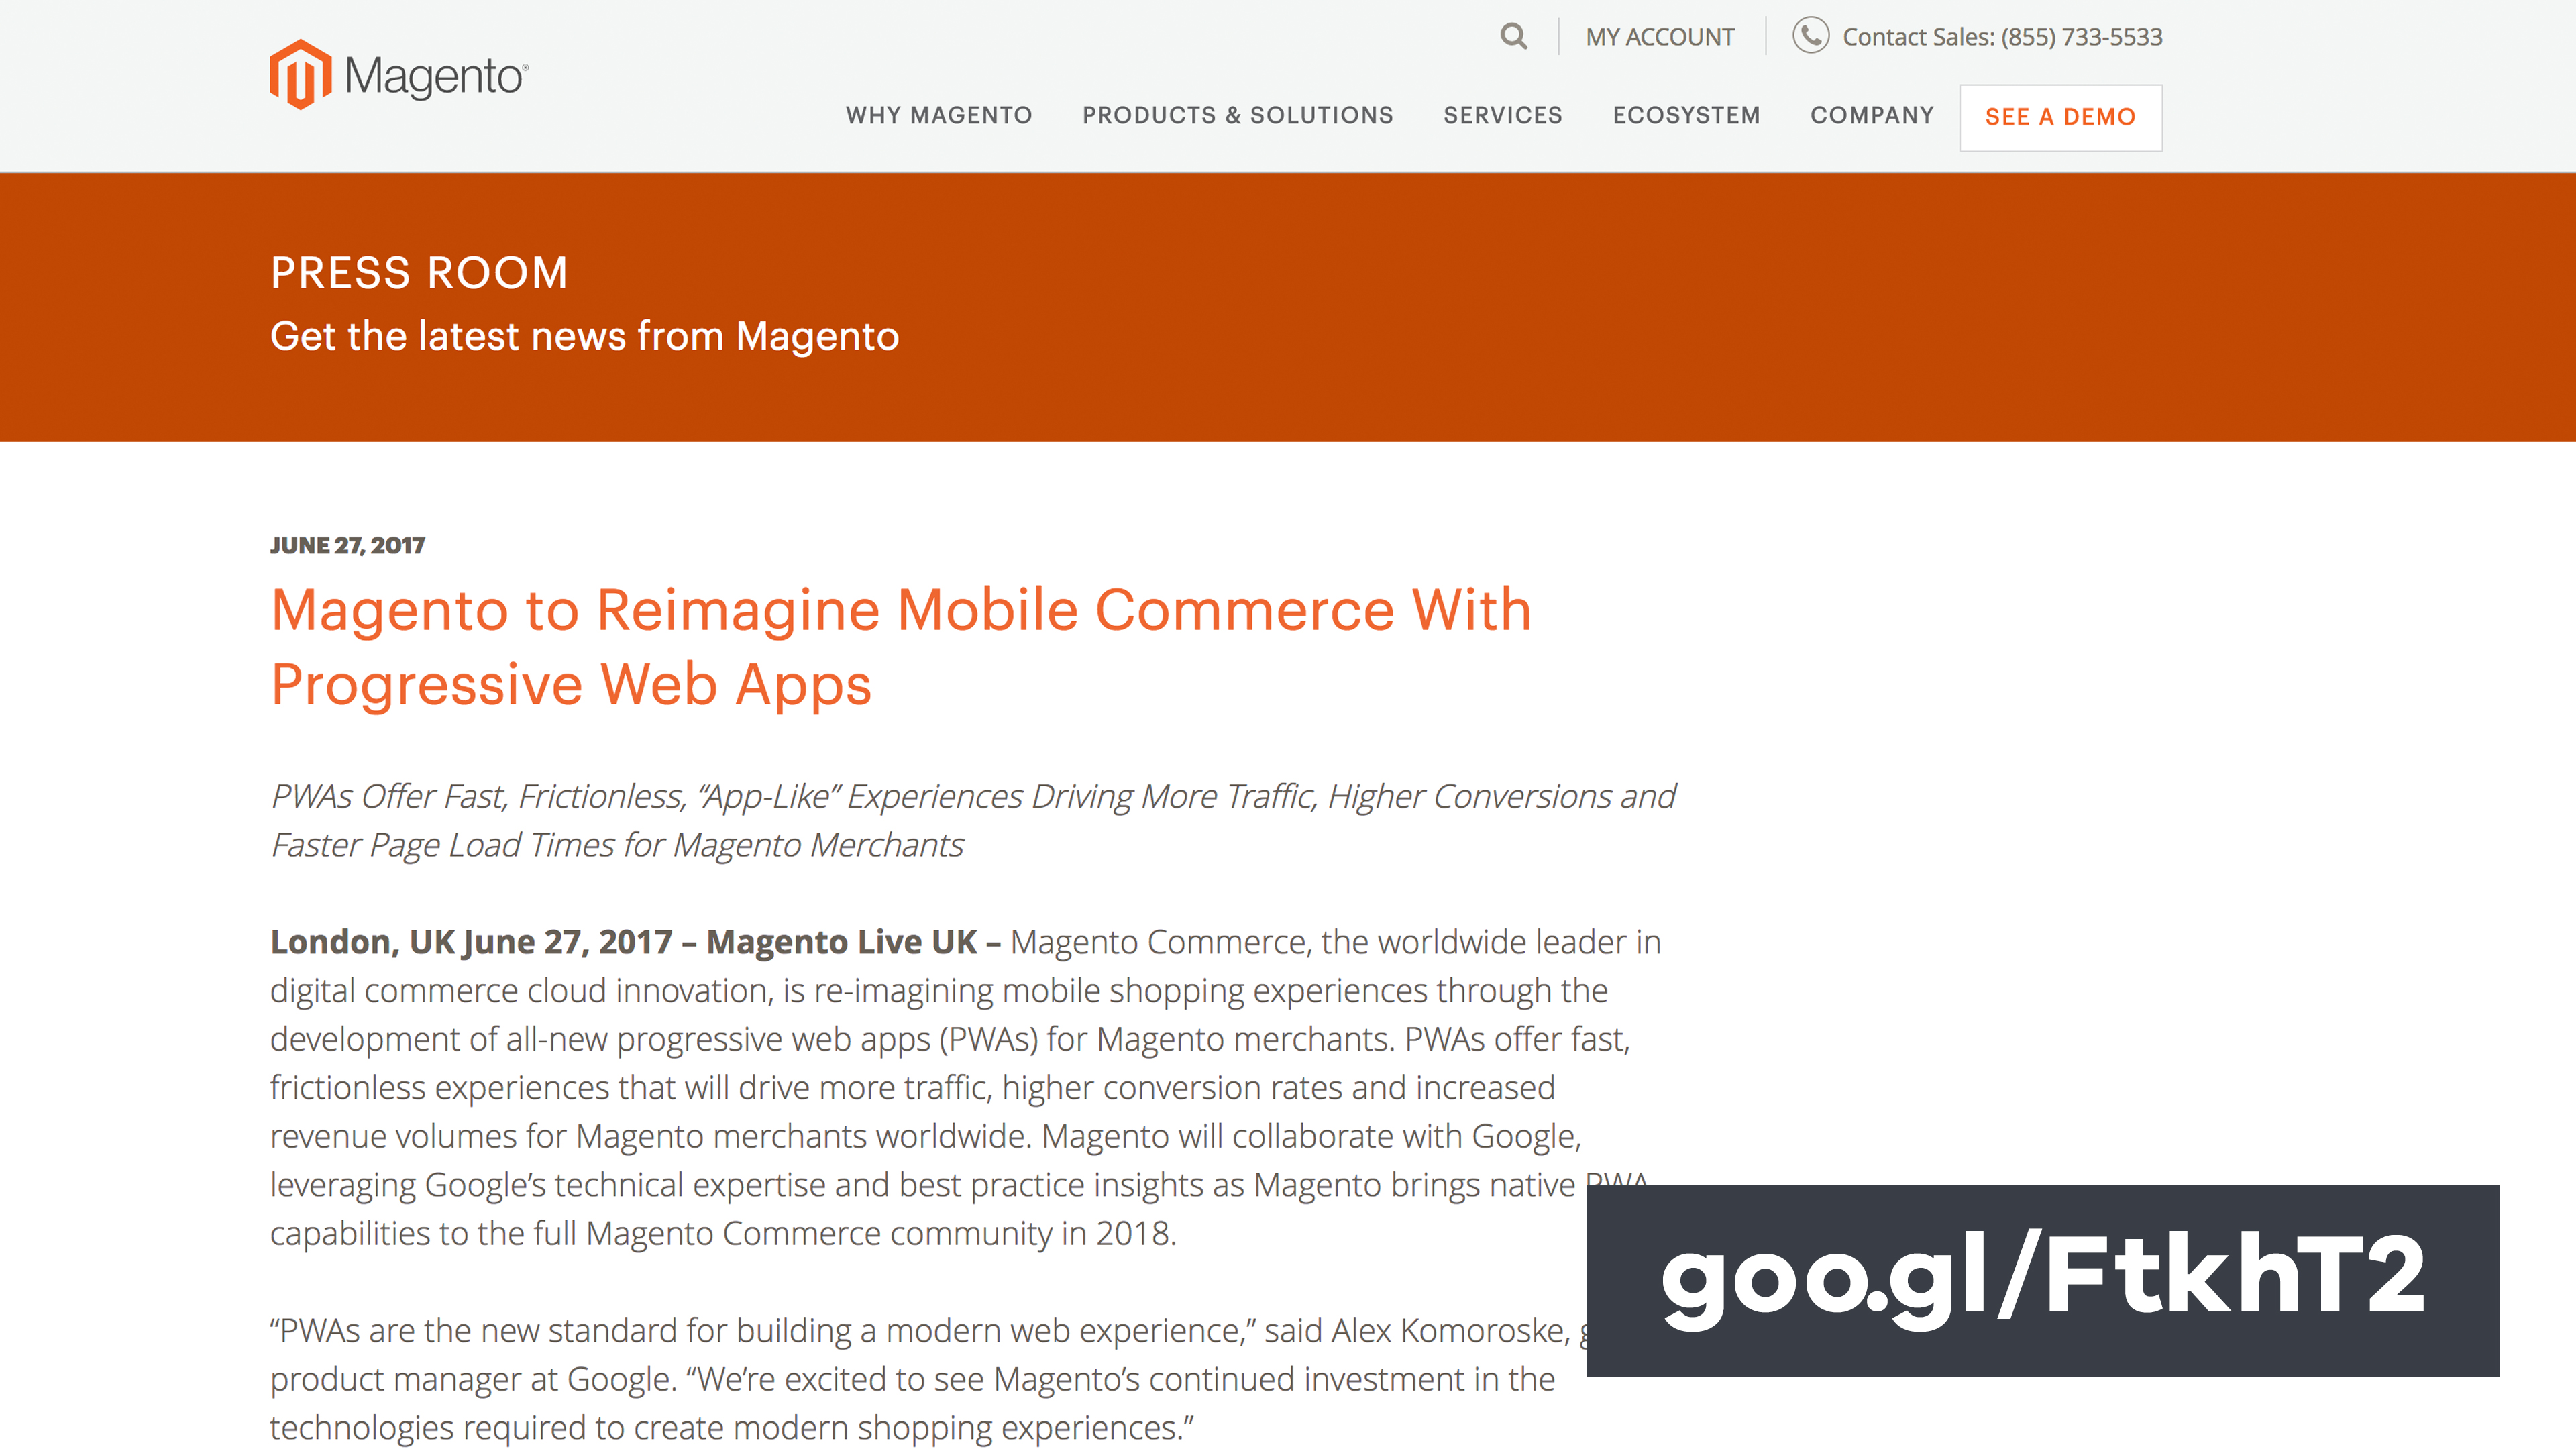 Magento®
MY ACCOUNT
Contact Sales: (855) 733-5533
WHY MAGENTO
PRODUCTS & SOLUTIONS
SERVICES
ECOSYSTEM
COMPANY
SEE A DEMO
PRESS ROOM
Get the latest news from Magento
JUNE 27, 2017
Magento to Reimagine Mobile Commerce With
Progressive Web Apps
PWAs Offer Fast, Frictionless, “App-Like” Experiences Driving More Traffic, Higher Conversions and
Faster Page Load Times for Magento Merchants
London, UK June 27, 2017 – Magento Live UK – Magento Commerce, the worldwide leader in
digital commerce cloud innovation, is re-imagining mobile shopping experiences through the
development of all-new progressive web apps (PWAs) for Magento merchants. PWAs offer fast,
frictionless experiences that will drive more traffic, higher conversion rates and increased
revenue volumes for Magento merchants worldwide. Magento will collaborate with Google,
leveraging Google’s technical expertise and best practice insights as Magento brings native PWA
capabilities to the full Magento Commerce community in 2018.
“PWAs are the new standard for building a modern web experience,” said Alex Komoroske,
product manager at Google. “We’re excited to see Magento’s continued investment in the
technologies required to create modern shopping experiences.”
goo.gl/FtkhT2